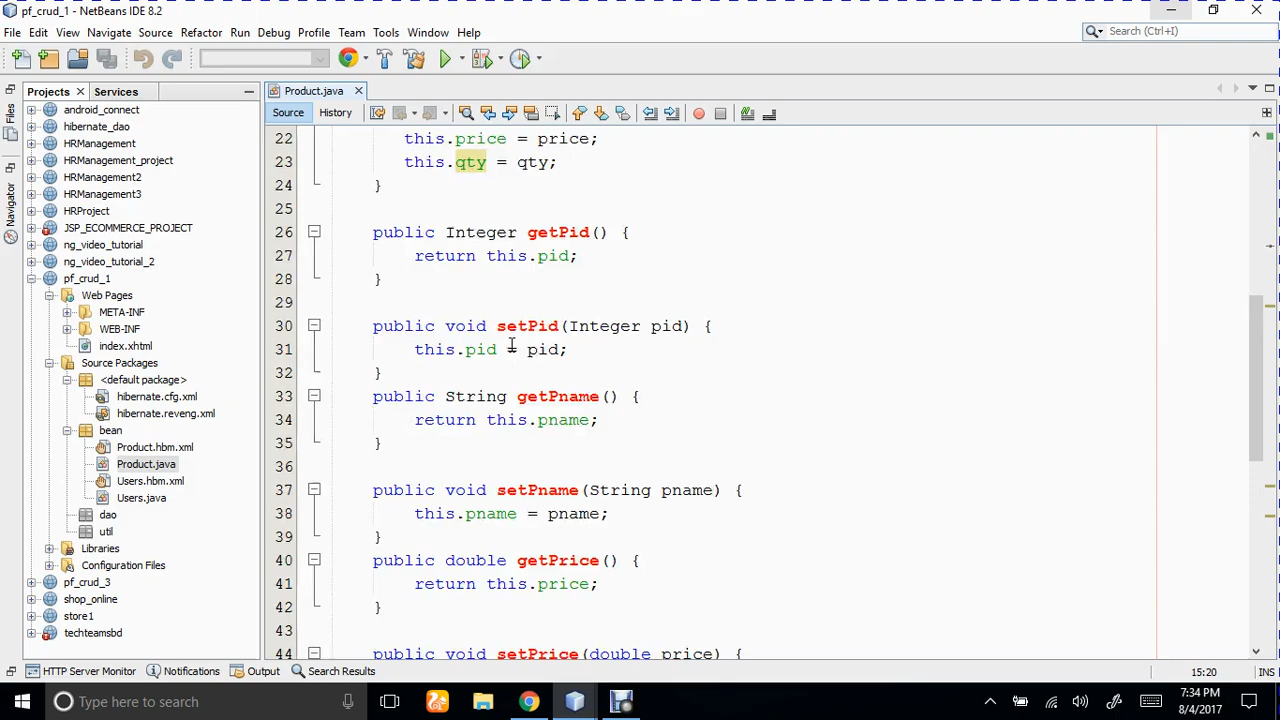 pf_crud_1 - NetBeans IDE 8.2
File Edit View Navigate Source Refactor Run Debug Profile Team Tools Window Help
Search (Ctrl+I)
Projects Services
Product.java
Source History
Files
Navigator
android_connect
hibernate_dao
HRManagement
HRManagement_project
HRManagement2
HRManagement3
HRProject
JSP_ECOMMERCE_PROJECT
ng_video_tutorial
ng_video_tutorial_2
pf_crud_1
Web Pages
META-INF
WEB-INF
index.xhtml
Source Packages
<default package>
hibernate.cfg.xml
hibernate.reveng.xml
bean
Product.hbm.xml
Product.java
Users.hbm.xml
Users.java
dao
util
Libraries
Configuration Files
pf_crud_3
shop_online
store1
techteamsbd
22 this.price = price;
23 this.qty = qty;
24 }
25
26 public Integer getPid() {
27 return this.pid;
28 }
29
30 public void setPid(Integer pid) {
31 this.pid = pid;
32 }
33 public String getPname() {
34 return this.pname;
35 }
36
37 public void setPname(String pname) {
38 this.pname = pname;
39 }
40 public double getPrice() {
41 return this.price;
42 }
43
44 public void setPrice(double price) {
HTTP Server Monitor Notifications Output Search Results
15:20 INS
Type here to search
7:34 PM
8/4/2017